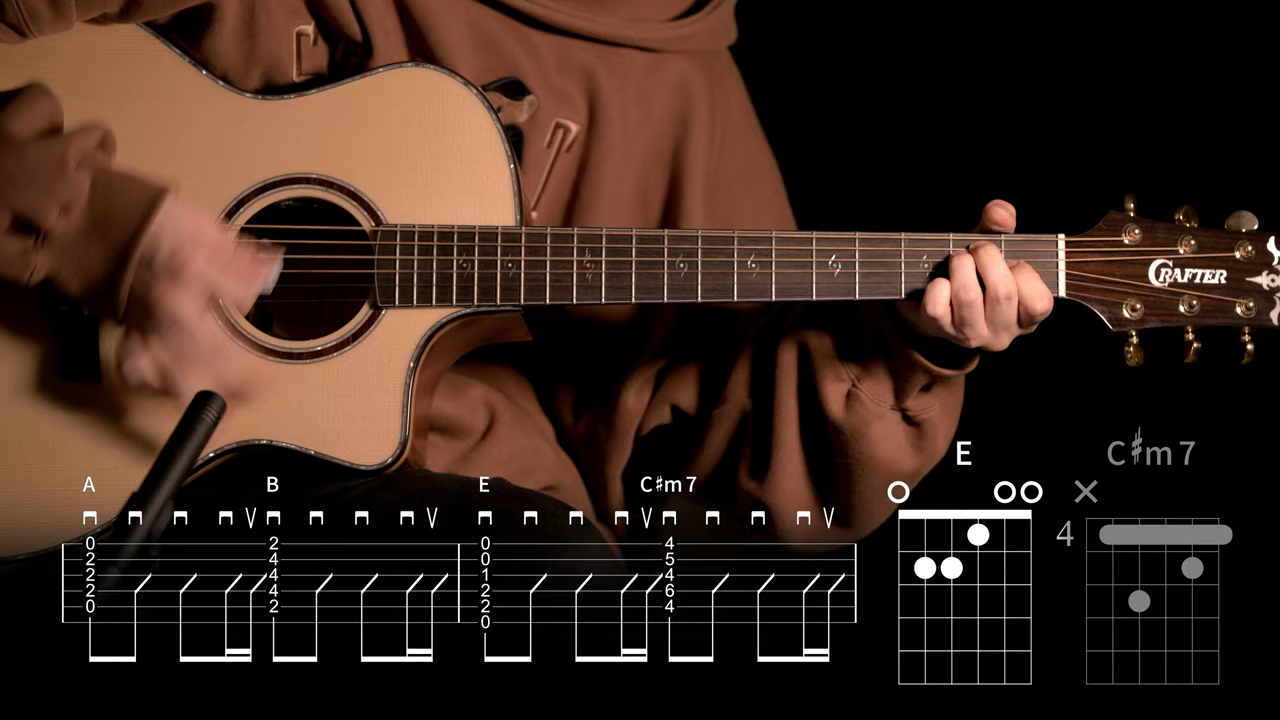 CRAFTER
E C♯m7
4
A B E C♯m7
0 2 0 4
2 4 0 5
2 4 1 4
2 4 2 6
0 2 2 4
0